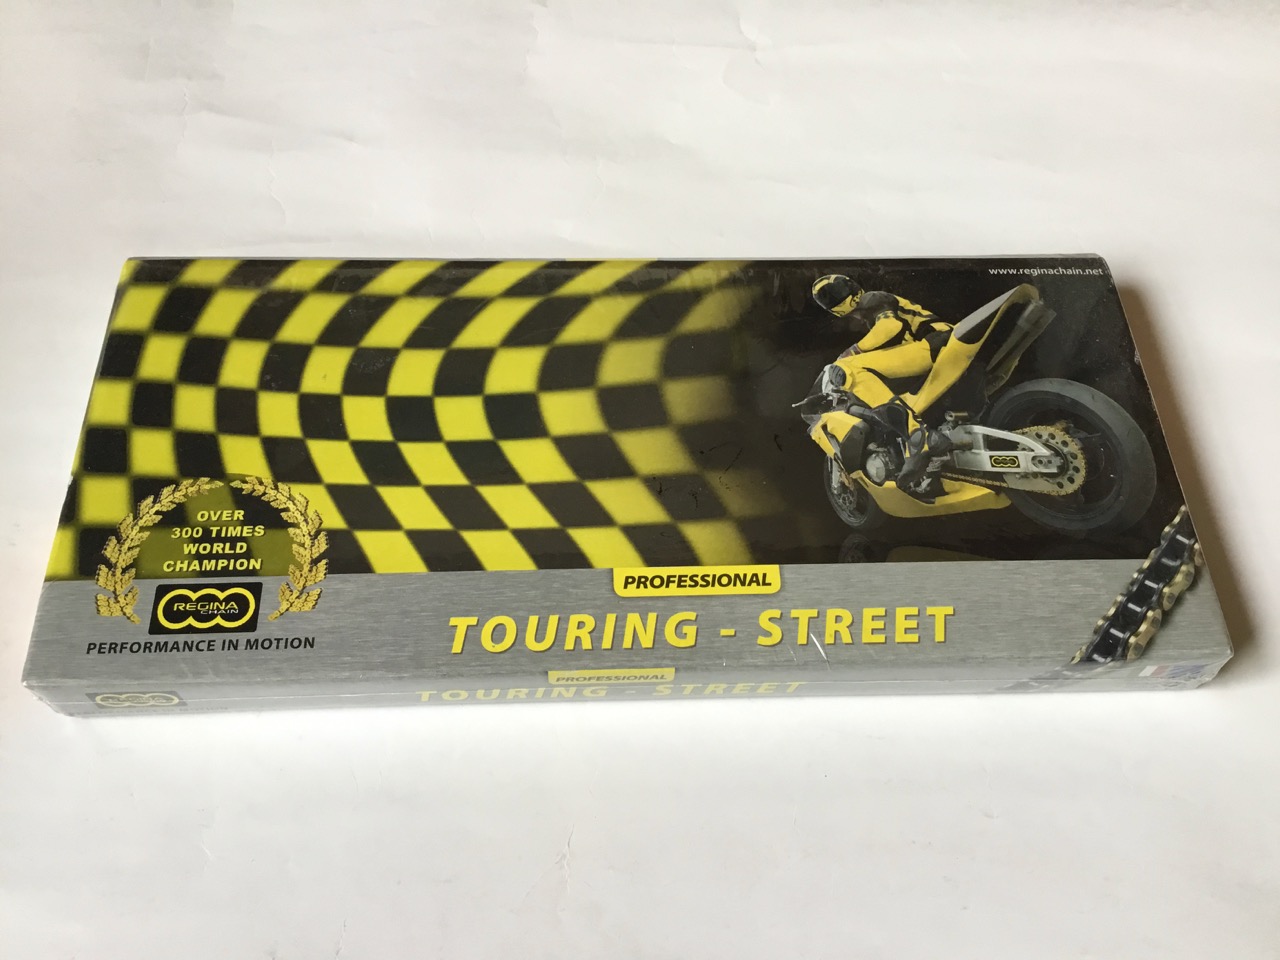 www.reginachain.net
OVER
300 TIMES
WORLD
CHAMPION
REGINA
CHAIN
PERFORMANCE IN MOTION
PROFESSIONAL
TOURING - STREET
PROFESSIONAL
TOURING - STREET